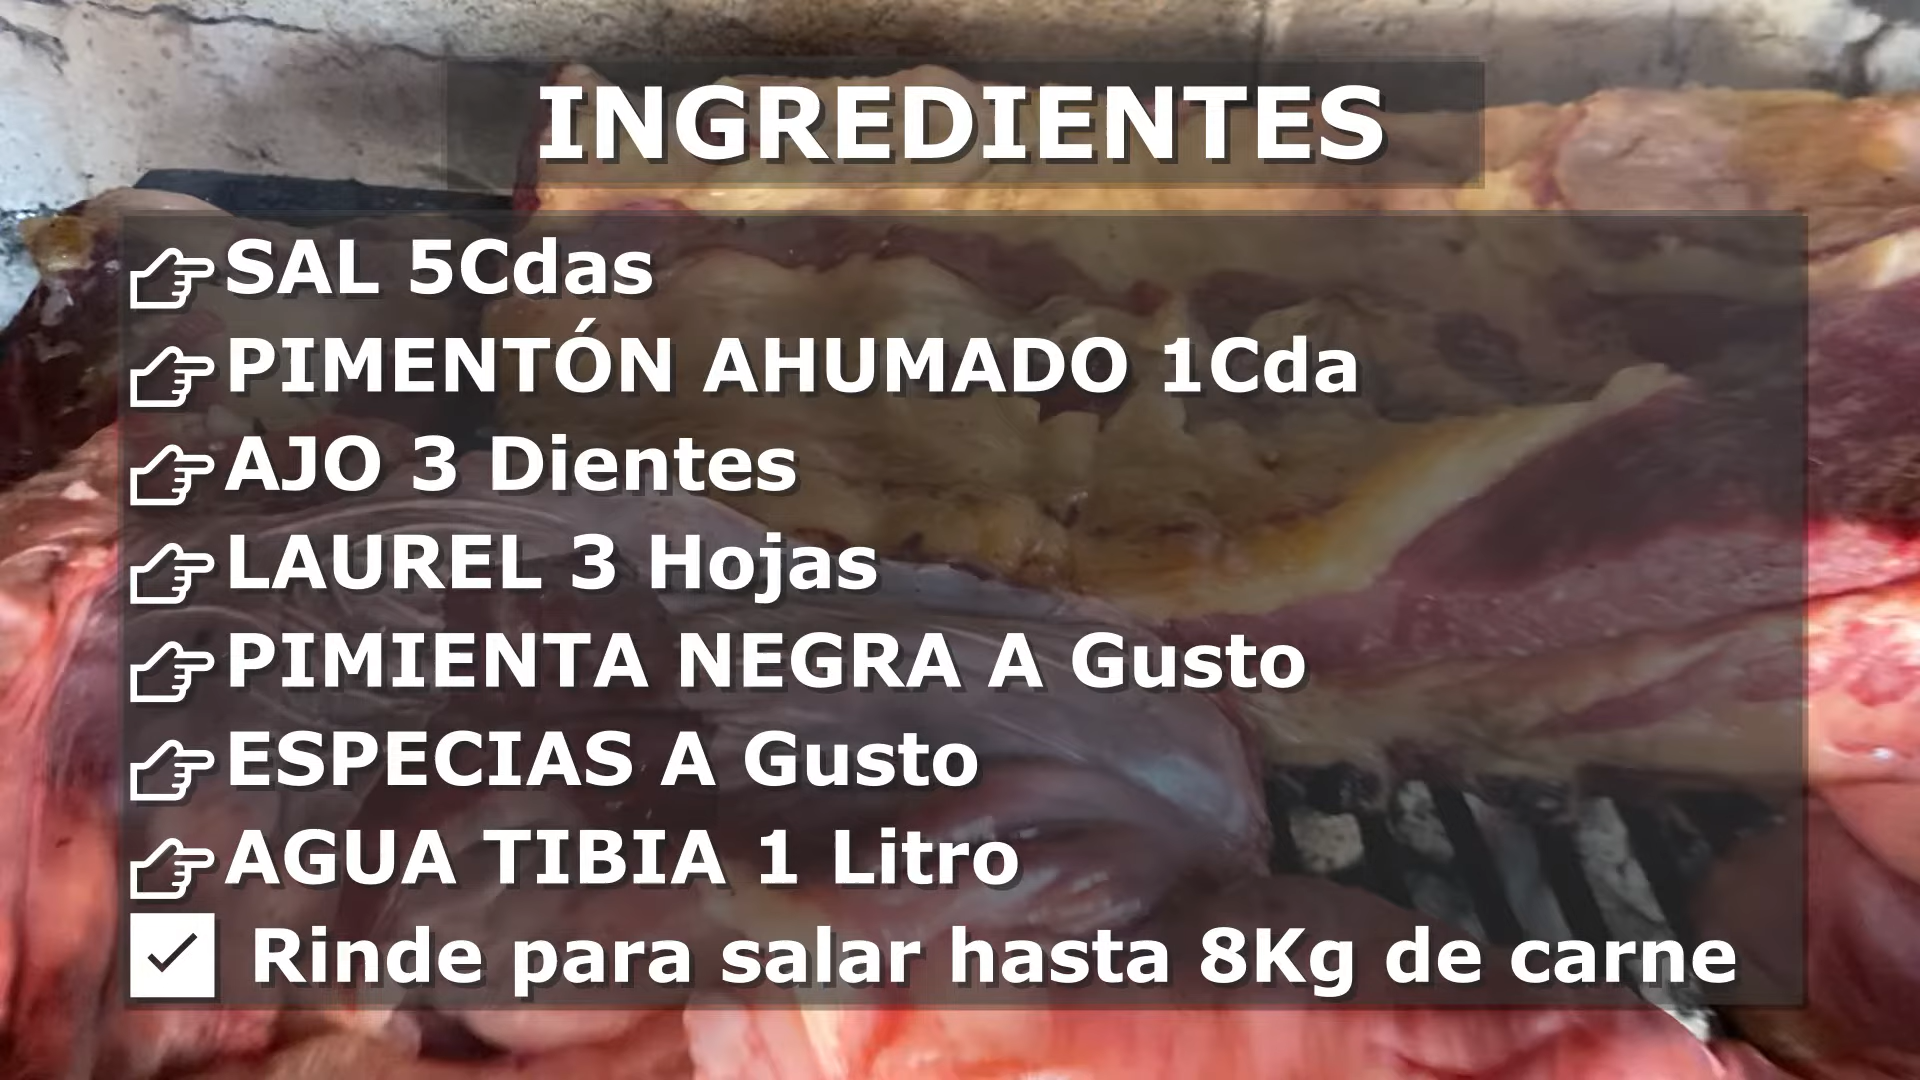 INGREDIENTES
👉SAL 5Cdas
👉PIMENTÓN AHUMADO 1Cda
👉AJO 3 Dientes
👉LAUREL 3 Hojas
👉PIMIENTA NEGRA A Gusto
👉ESPECIAS A Gusto
👉AGUA TIBIA 1 Litro
✅ Rinde para salar hasta 8Kg de carne